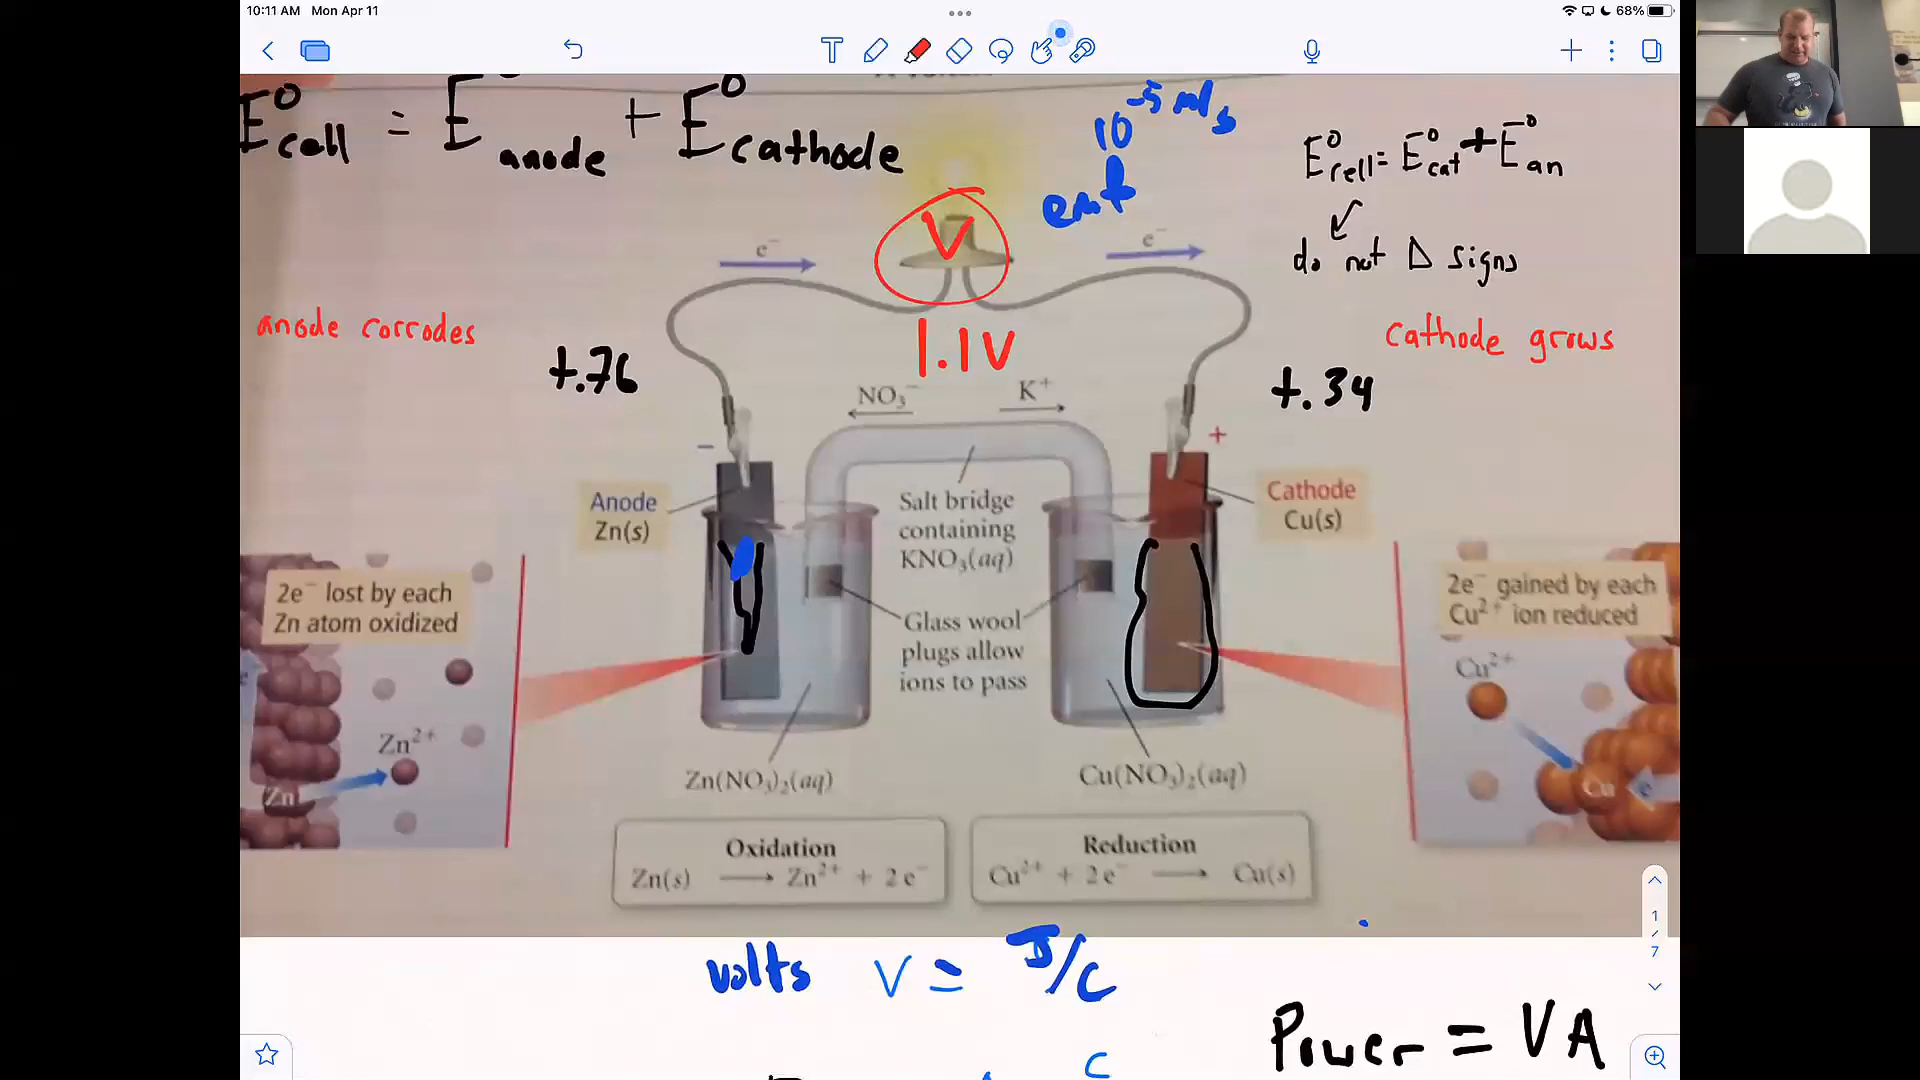 10:11 AM Mon Apr 11
68%
E°cell = E°anode + E°cathode
10⁻⁵ m/s
emf
E°cell = E°cat + E°an
do not Δ signs
V
e⁻
e⁻
1.1V
anode corrodes
cathode grows
+.76
+.34
NO₃⁻
K⁺
−
+
Anode
Zn(s)
Salt bridge
containing
KNO₃(aq)
Cathode
Cu(s)
2e⁻ lost by each
Zn atom oxidized
Glass wool
plugs allow
ions to pass
2e⁻ gained by each
Cu²⁺ ion reduced
Zn²⁺
Zn
Cu²⁺
Cu
e
Zn(NO₃)₂(aq)
Cu(NO₃)₂(aq)
Oxidation
Zn(s) ⟶ Zn²⁺ + 2 e⁻
Reduction
Cu²⁺ + 2 e⁻ ⟶ Cu(s)
1
/
7
volts V = J/C
Power = VA
C